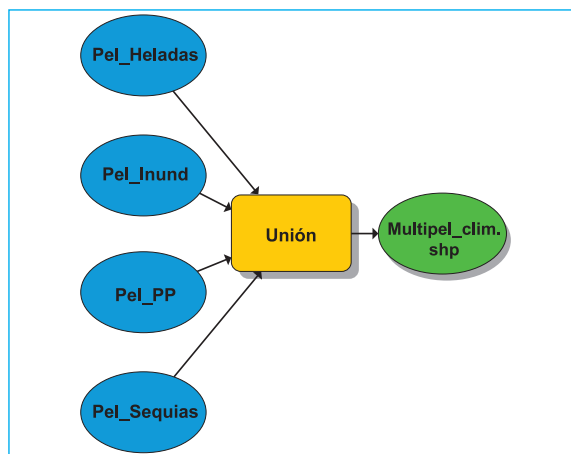 Pel_Heladas
Pel_Inund
Unión
Multipel_clim.
shp
Pel_PP
Pel_Sequias